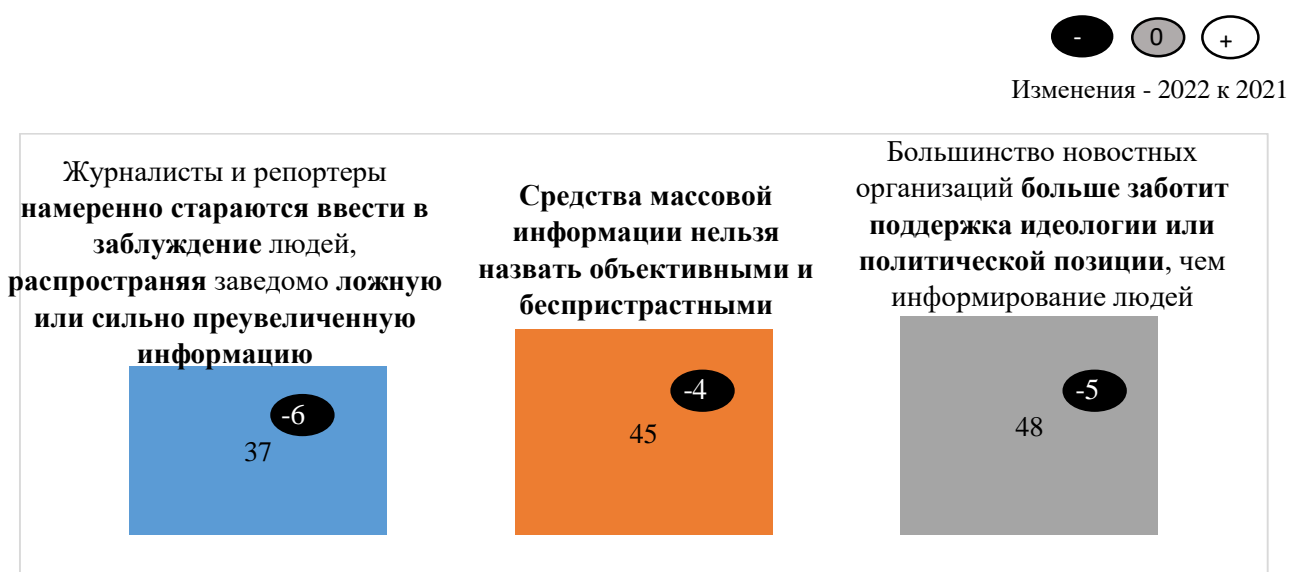 - 0 +
Изменения - 2022 к 2021
Журналисты и репортеры
намеренно стараются ввести в
заблуждение людей,
распространяя заведомо ложную
или сильно преувеличенную
информацию
Средства массовой
информации нельзя
назвать объективными и
беспристрастными
Большинство новостных
организаций больше заботит
поддержка идеологии или
политической позиции, чем
информирование людей
-6
37
-4
45
-5
48